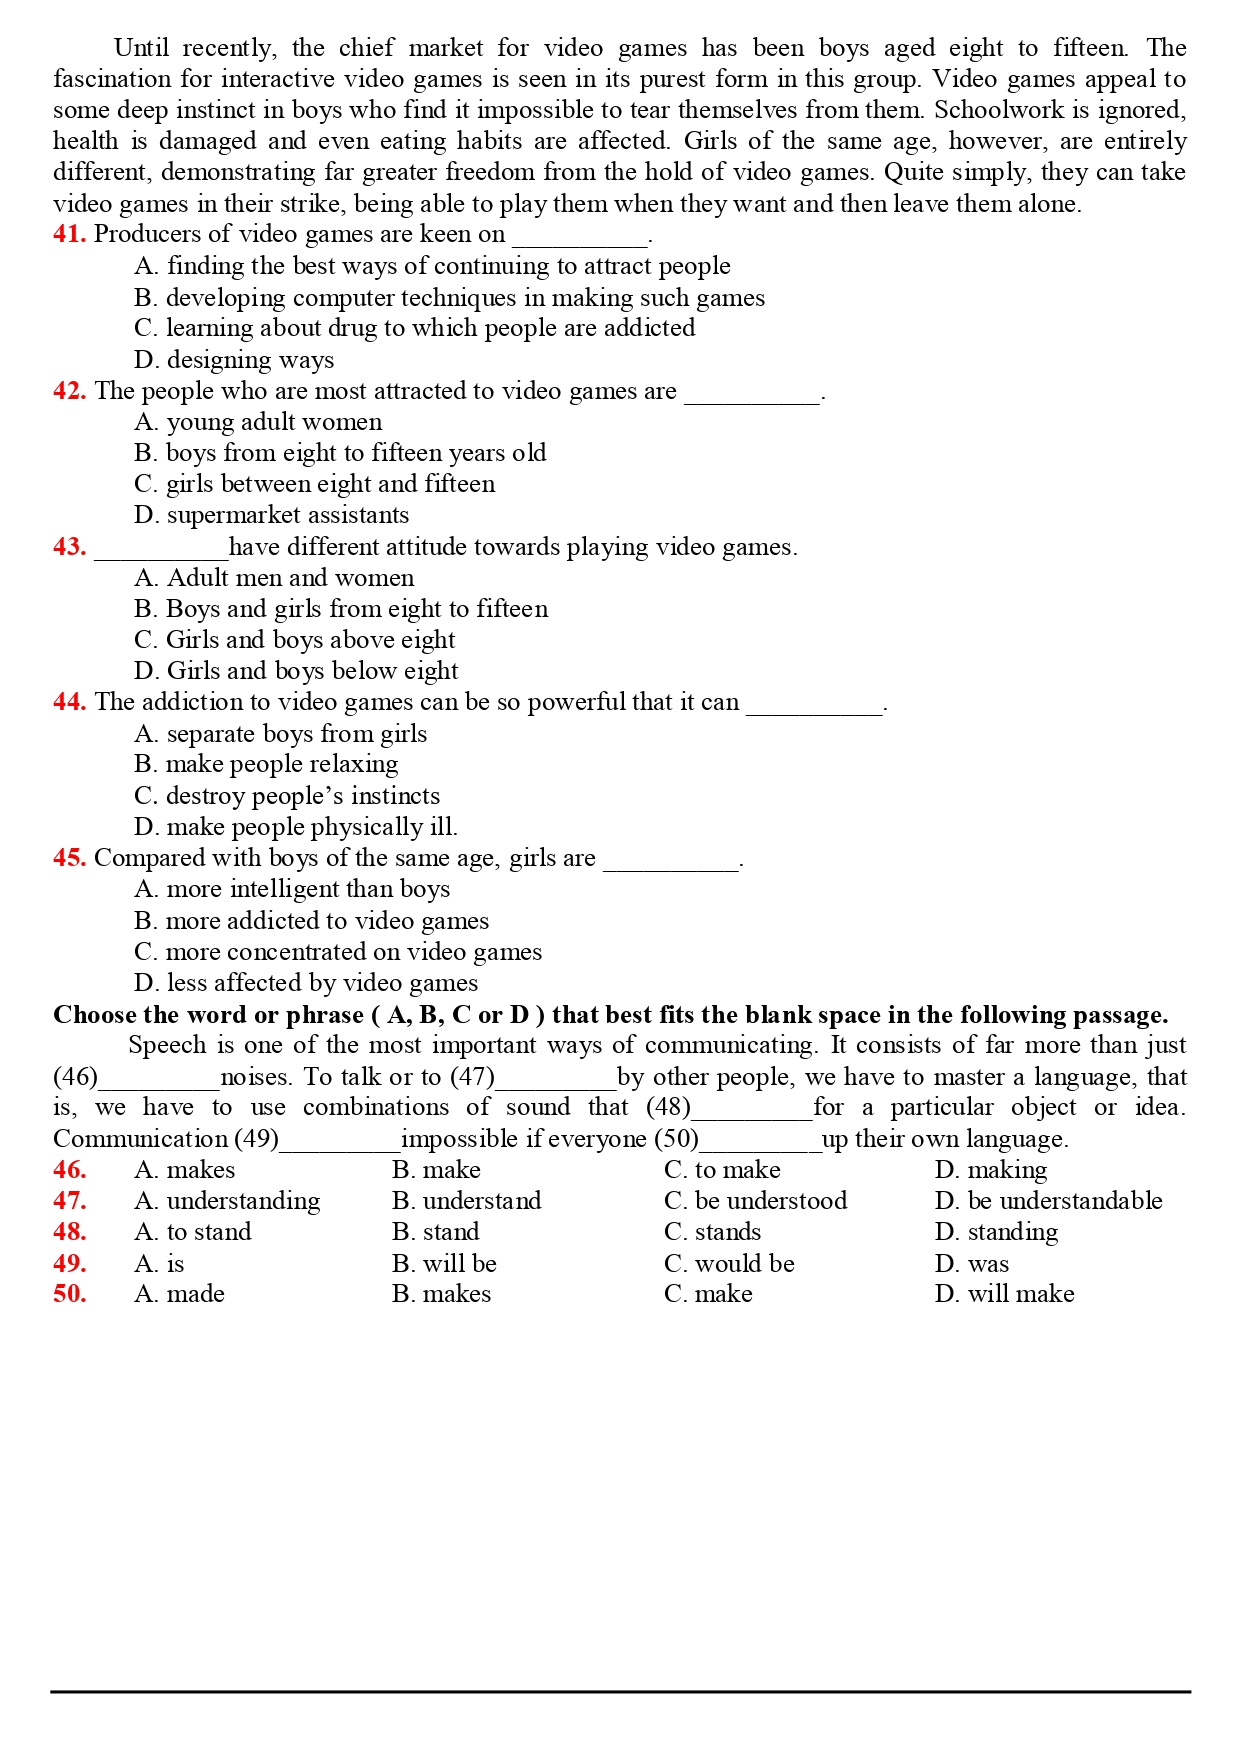 Until recently, the chief market for video games has been boys aged eight to fifteen. The
fascination for interactive video games is seen in its purest form in this group. Video games appeal to
some deep instinct in boys who find it impossible to tear themselves from them. Schoolwork is ignored,
health is damaged and even eating habits are affected. Girls of the same age, however, are entirely
different, demonstrating far greater freedom from the hold of video games. Quite simply, they can take
video games in their strike, being able to play them when they want and then leave them alone.
41. Producers of video games are keen on __________.
A. finding the best ways of continuing to attract people
B. developing computer techniques in making such games
C. learning about drug to which people are addicted
D. designing ways
42. The people who are most attracted to video games are __________.
A. young adult women
B. boys from eight to fifteen years old
C. girls between eight and fifteen
D. supermarket assistants
43. __________have different attitude towards playing video games.
A. Adult men and women
B. Boys and girls from eight to fifteen
C. Girls and boys above eight
D. Girls and boys below eight
44. The addiction to video games can be so powerful that it can __________.
A. separate boys from girls
B. make people relaxing
C. destroy people’s instincts
D. make people physically ill.
45. Compared with boys of the same age, girls are __________.
A. more intelligent than boys
B. more addicted to video games
C. more concentrated on video games
D. less affected by video games
Choose the word or phrase ( A, B, C or D ) that best fits the blank space in the following passage.
Speech is one of the most important ways of communicating. It consists of far more than just
(46)_________noises. To talk or to (47)_________by other people, we have to master a language, that
is, we have to use combinations of sound that (48)_________for a particular object or idea.
Communication (49)_________impossible if everyone (50)_________up their own language.
46. A. makes B. make C. to make D. making
47. A. understanding B. understand C. be understood D. be understandable
48. A. to stand B. stand C. stands D. standing
49. A. is B. will be C. would be D. was
50. A. made B. makes C. make D. will make